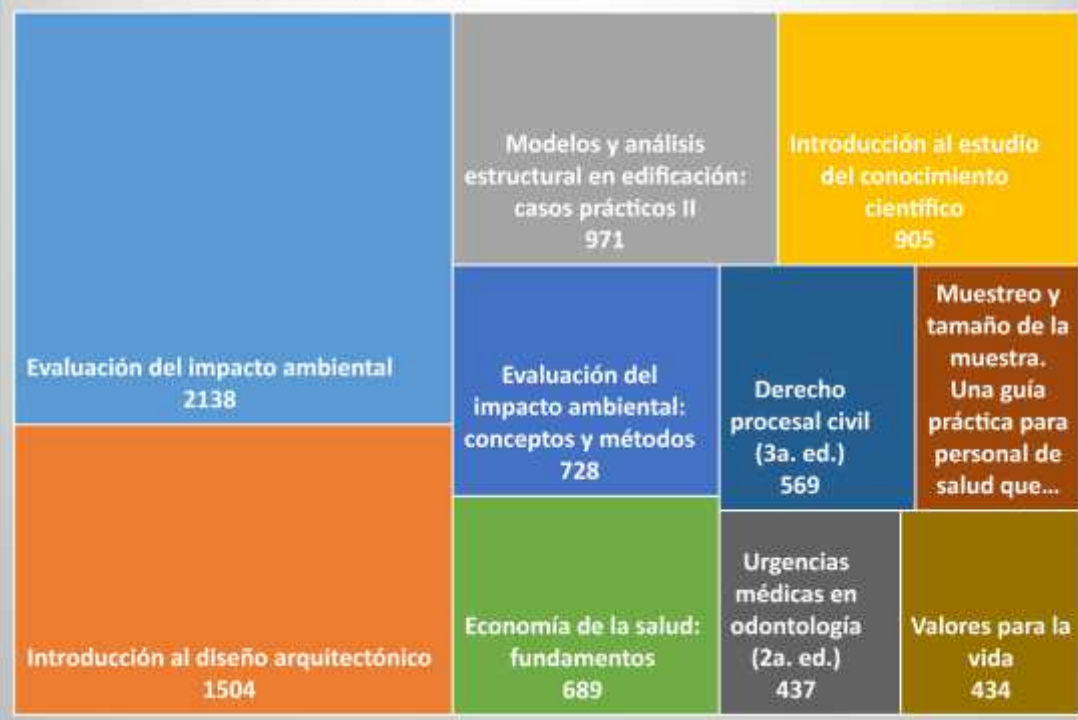 Evaluación del impacto ambiental
2138
Introducción al diseño arquitectónico
1504
Modelos y análisis
estructural en edificación:
casos prácticos II
971
Introducción al estudio
del conocimiento
científico
905
Evaluación del
impacto ambiental:
conceptos y métodos
728
Economía de la salud:
fundamentos
689
Derecho
procesal civil
(3a. ed.)
569
Muestreo y
tamaño de la
muestra.
Una guía
práctica para
personal de
salud que...
Urgencias
médicas en
odontología
(2a. ed.)
437
Valores para la
vida
434